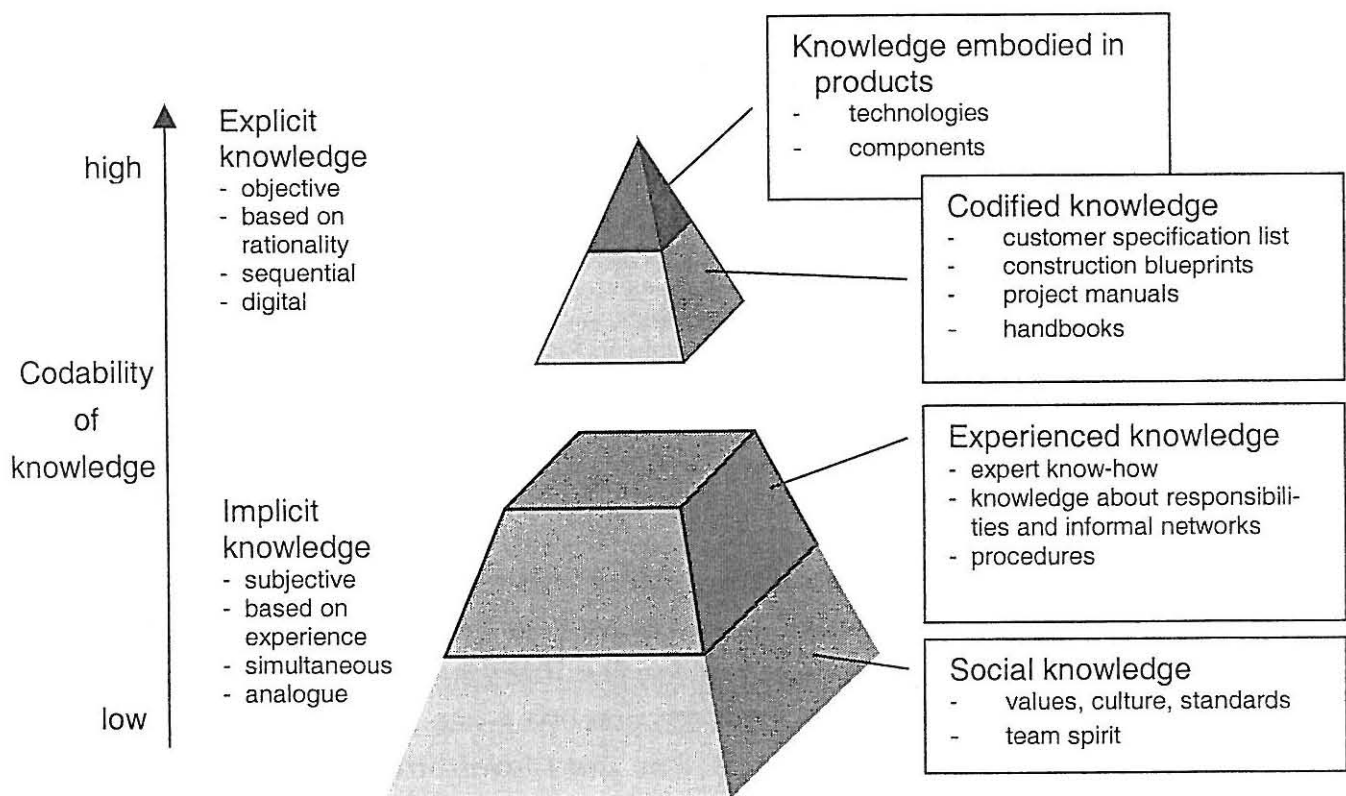 Knowledge embodied in
products
- technologies
- components
Explicit
knowledge
- objective
- based on
rationality
- sequential
- digital
high
Codified knowledge
- customer specification list
- construction blueprints
- project manuals
- handbooks
Codability
of
knowledge
Experienced knowledge
- expert know-how
- knowledge about responsibili-
ties and informal networks
- procedures
Implicit
knowledge
- subjective
- based on
experience
- simultaneous
- analogue
low
Social knowledge
- values, culture, standards
- team spirit